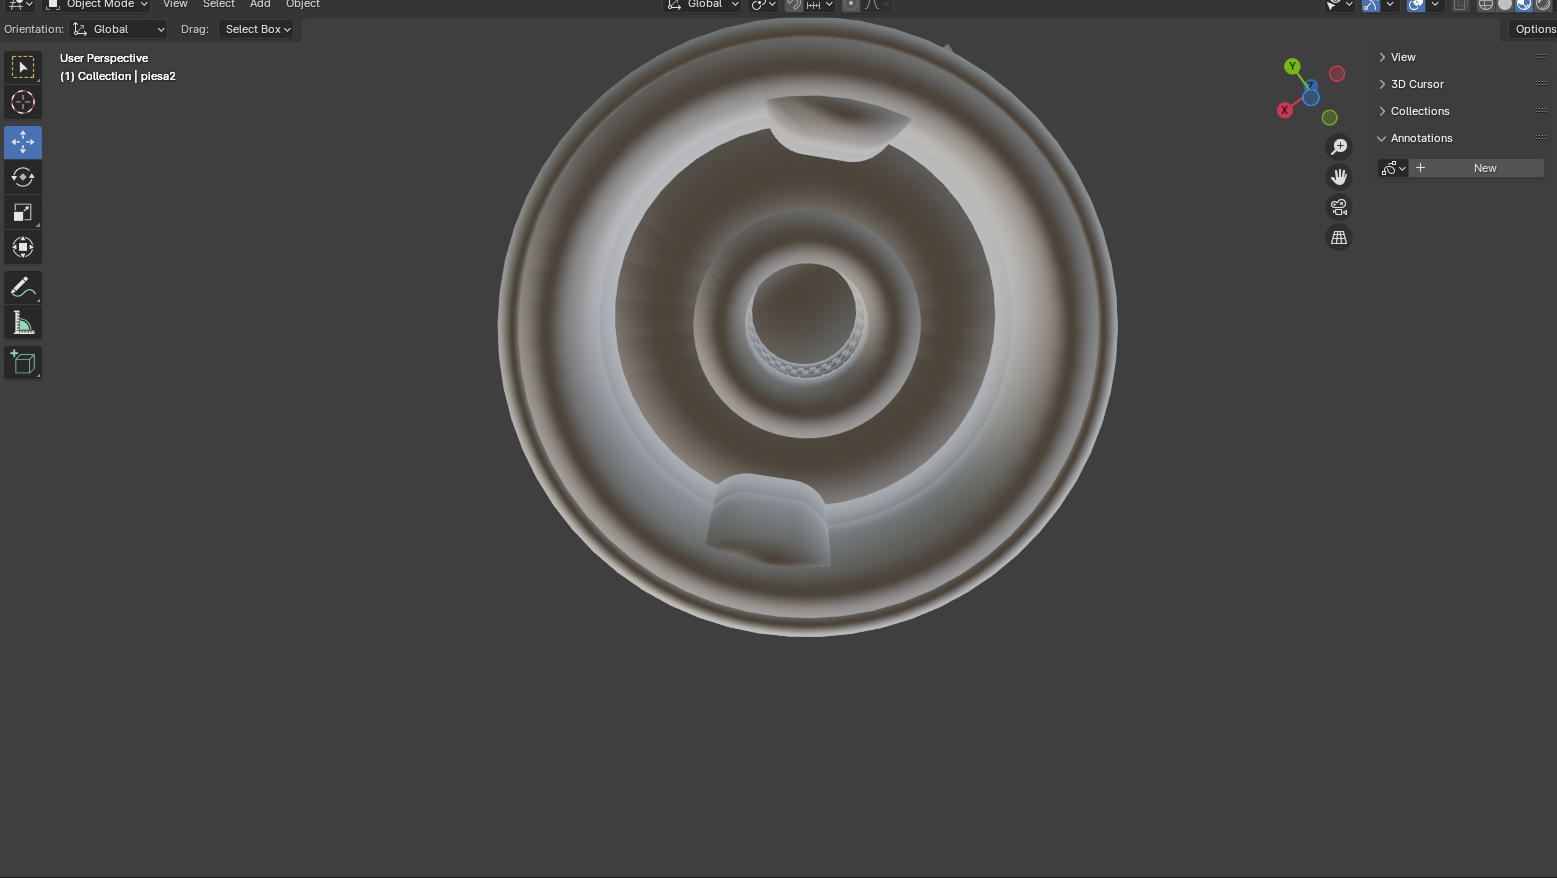 Object Mode View Select Add Object Global
Orientation: Global Drag: Select Box Options
User Perspective
(1) Collection | piesa2
View
3D Cursor
Collections
Annotations
New
Y
X
Z